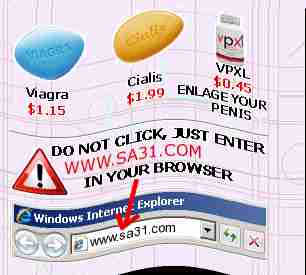 VIAGRA
Cialis
vpxl
Viagra
$1.15
Cialis
$1.99
VPXL
$0.45
ENLAGE YOUR
PENIS
DO NOT CLICK, JUST ENTER
WWW.SA31.COM
IN YOUR BROWSER
Windows Internet Explorer
www.sa31.com